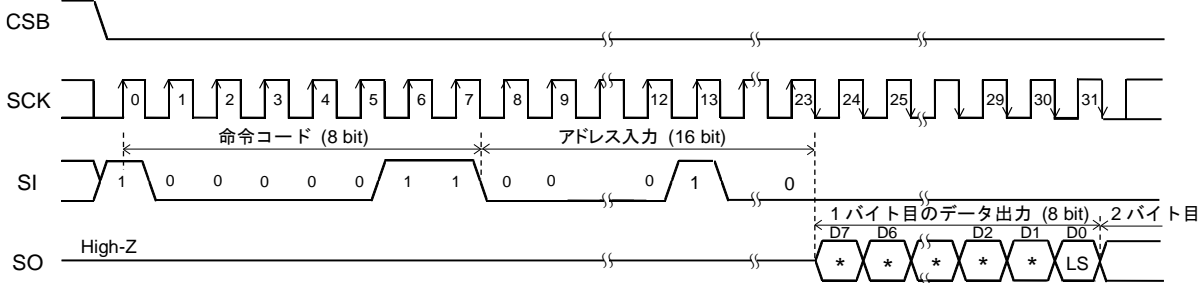 CSB
SCK 0 1 2 3 4 5 6 7 8 9 12 13 23 24 25 29 30 31
命令コード (8 bit) アドレス入力 (16 bit)
SI 1 0 0 0 0 0 1 1 0 0 0 1 0
1 バイト目のデータ出力 (8 bit) 2 バイト目
D7 D6 D2 D1 D0
High-Z
SO * * * * * LS